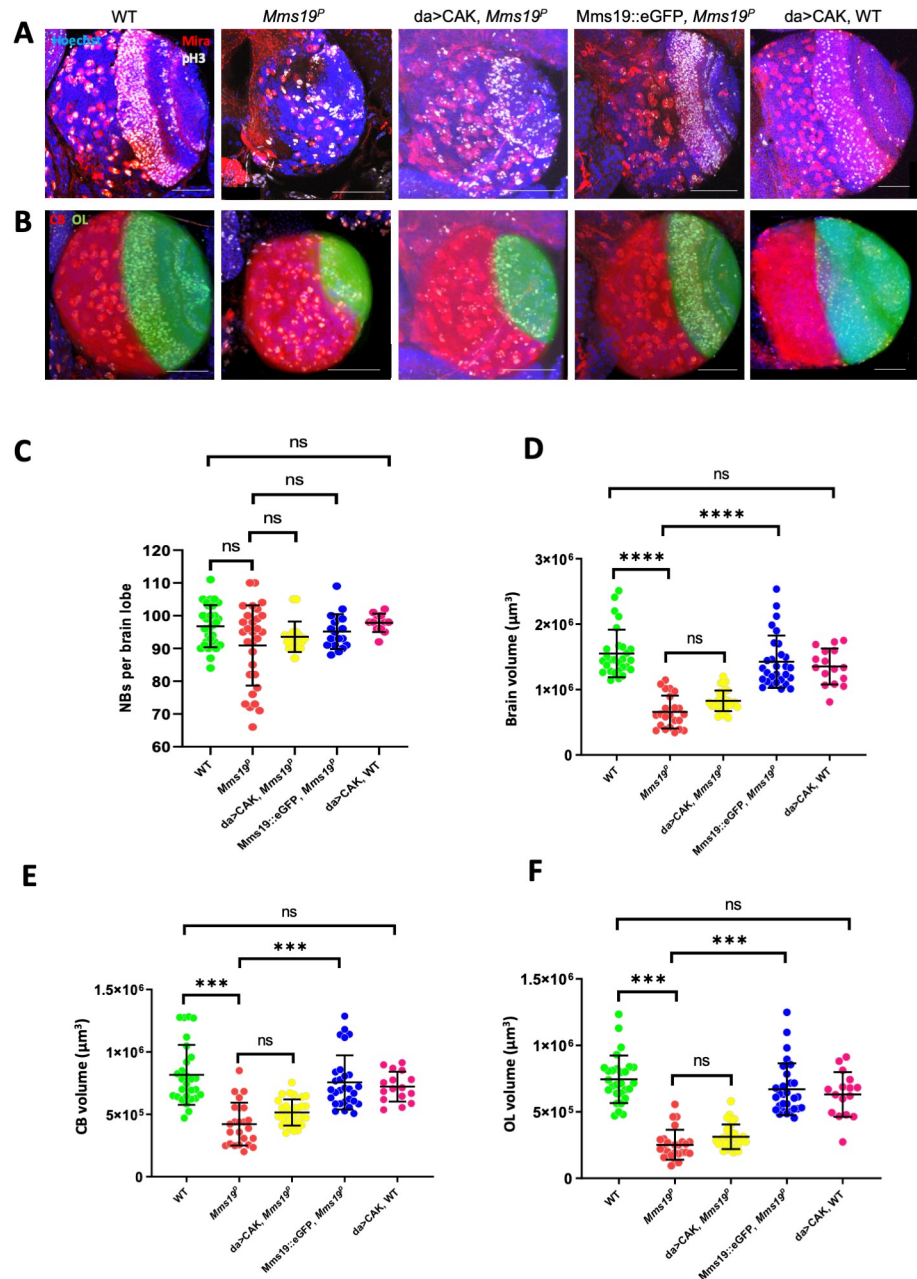 WT Mms19ᴾ da>CAK, Mms19ᴾ Mms19::eGFP, Mms19ᴾ da>CAK, WT
A
Hoechst Mira
pH3
B
CB OL
C
ns
ns
ns
ns
NBs per brain lobe
120
110
100
90
80
70
60
WT
Mms19ᴾ
da>CAK, Mms19ᴾ
Mms19::eGFP, Mms19ᴾ
da>CAK, WT
D
ns
****
****
ns
Brain volume (µm³)
3×10⁶
2×10⁶
1×10⁶
0
WT
Mms19ᴾ
da>CAK, Mms19ᴾ
Mms19::eGFP, Mms19ᴾ
da>CAK, WT
E
ns
***
***
ns
CB volume (µm³)
1.5×10⁶
1×10⁶
5×10⁵
0
WT
Mms19ᴾ
da>CAK, Mms19ᴾ
Mms19::eGFP, Mms19ᴾ
da>CAK, WT
F
ns
***
***
ns
OL volume (µm³)
1.5×10⁶
1×10⁶
5×10⁵
0
WT
Mms19ᴾ
da>CAK, Mms19ᴾ
Mms19::eGFP, Mms19ᴾ
da>CAK, WT